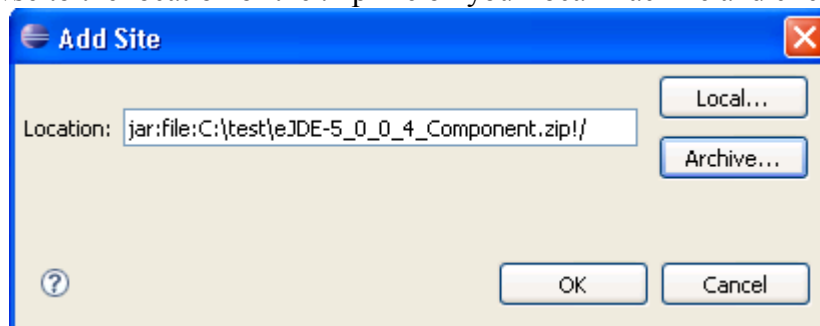 Add Site
Local...
Location: jar:file:C:\test\eJDE-5_0_0_4_Component.zip!/
Archive...
?
OK Cancel